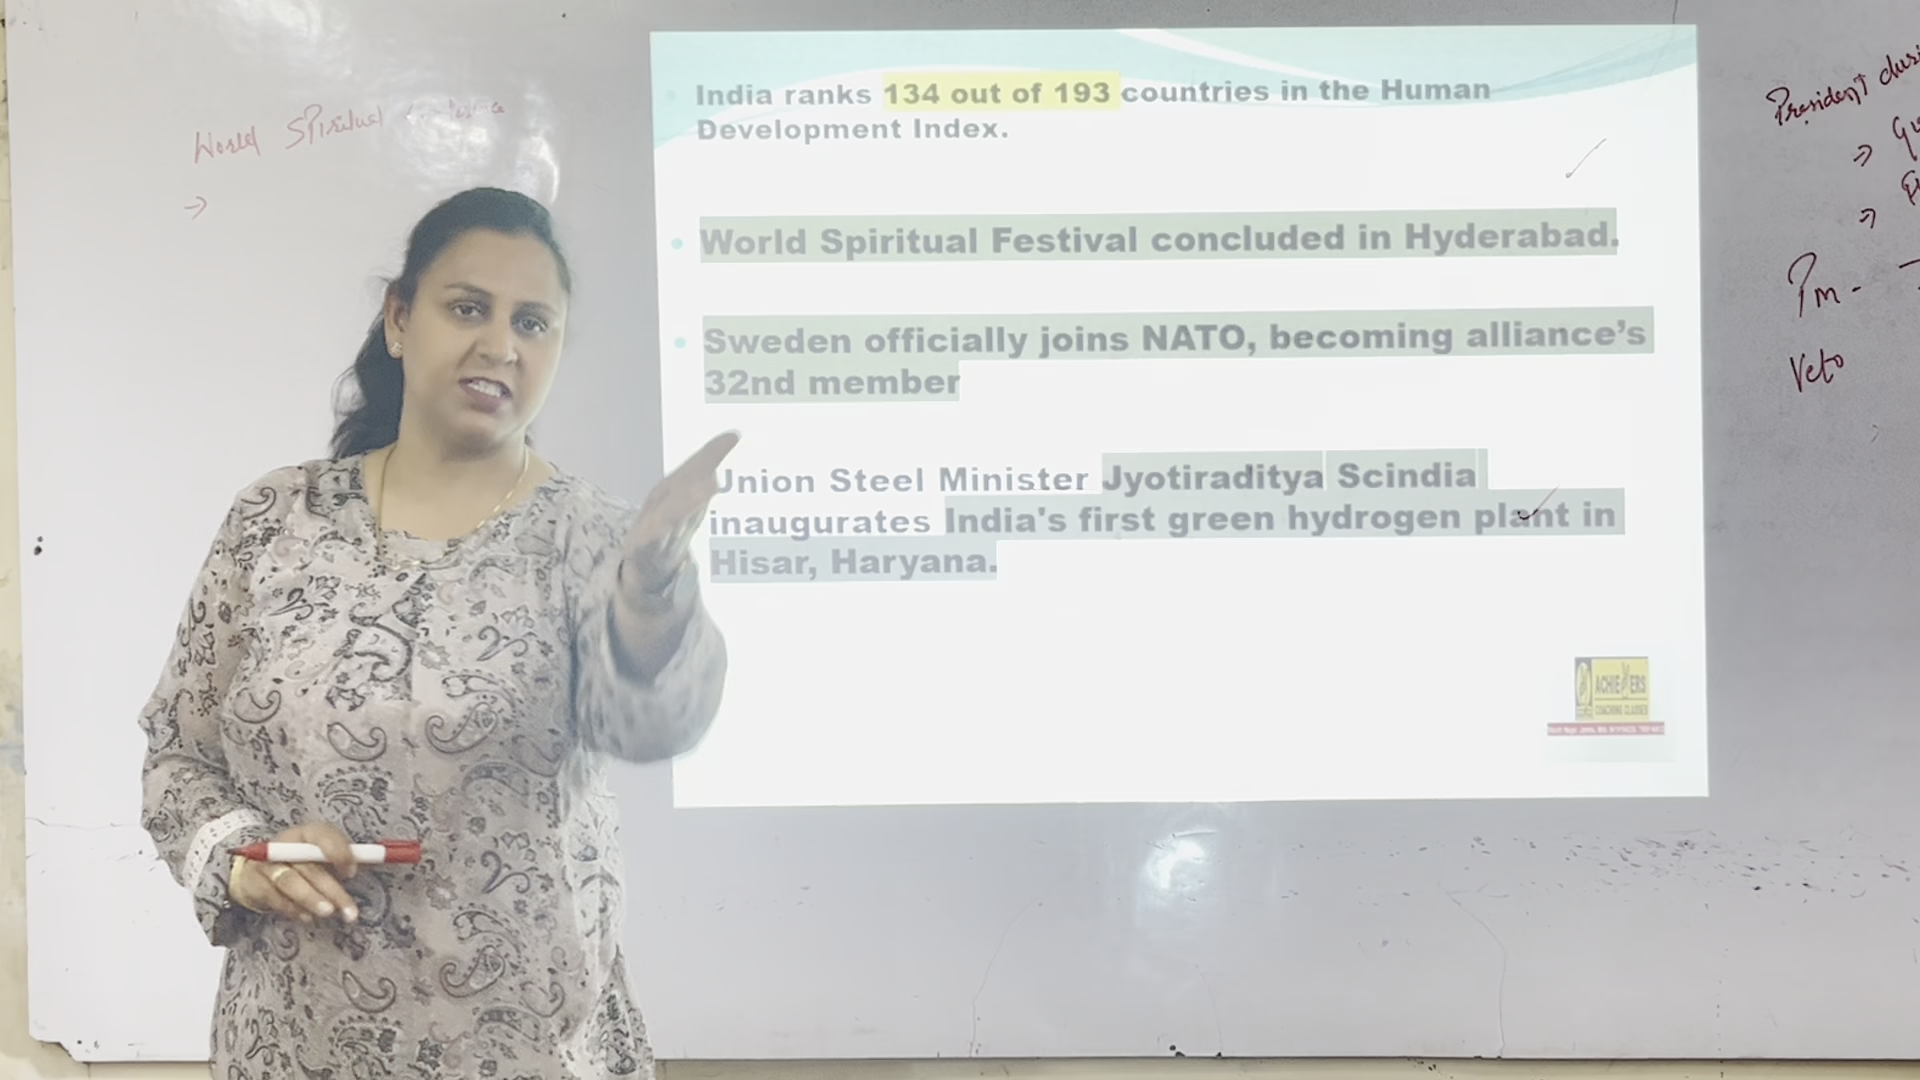 World Spiritual
→
India ranks 134 out of 193 countries in the Human
Development Index.
World Spiritual Festival concluded in Hyderabad.
Sweden officially joins NATO, becoming alliance's
32nd member
Union Steel Minister Jyotiraditya Scindia
inaugurates India's first green hydrogen plant in
Hisar, Haryana.
ACHIEVERS
COACHING CLASSES
President
Pm -
Veto